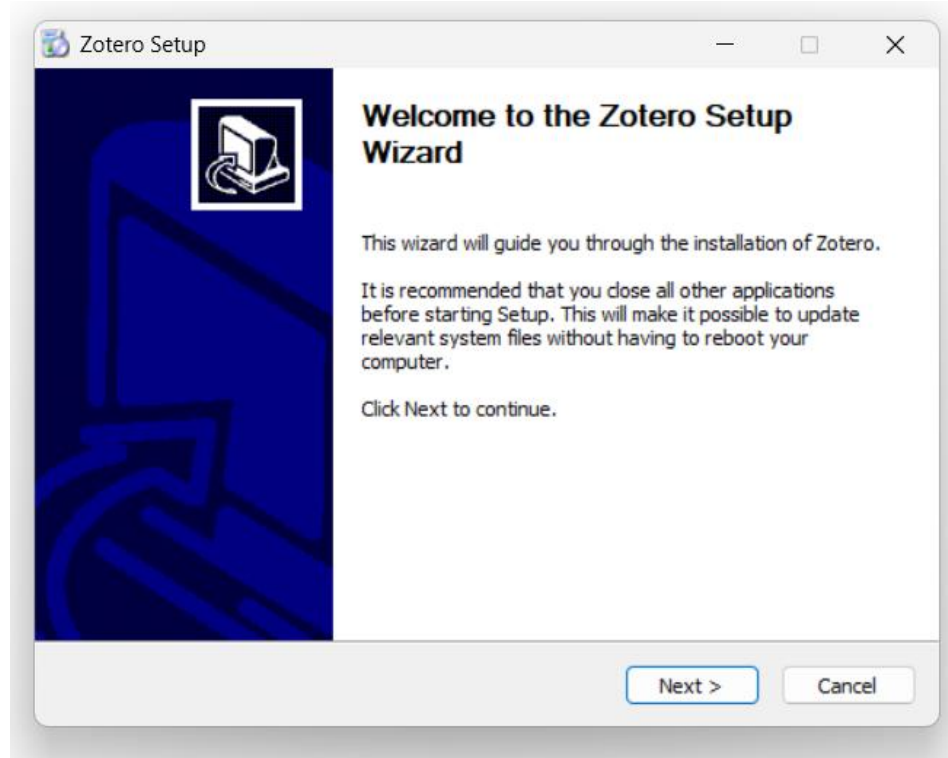 Zotero Setup
Welcome to the Zotero Setup
Wizard
This wizard will guide you through the installation of Zotero.
It is recommended that you close all other applications
before starting Setup. This will make it possible to update
relevant system files without having to reboot your
computer.
Click Next to continue.
Next >
Cancel